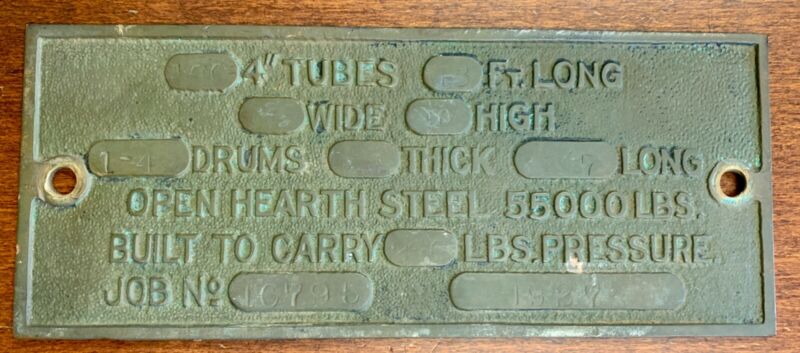 4" TUBES FT. LONG
WIDE HIGH
DRUMS THICK LONG
OPEN HEARTH STEEL 55000 LBS.
BUILT TO CARRY LBS. PRESSURE.
JOB No 10795